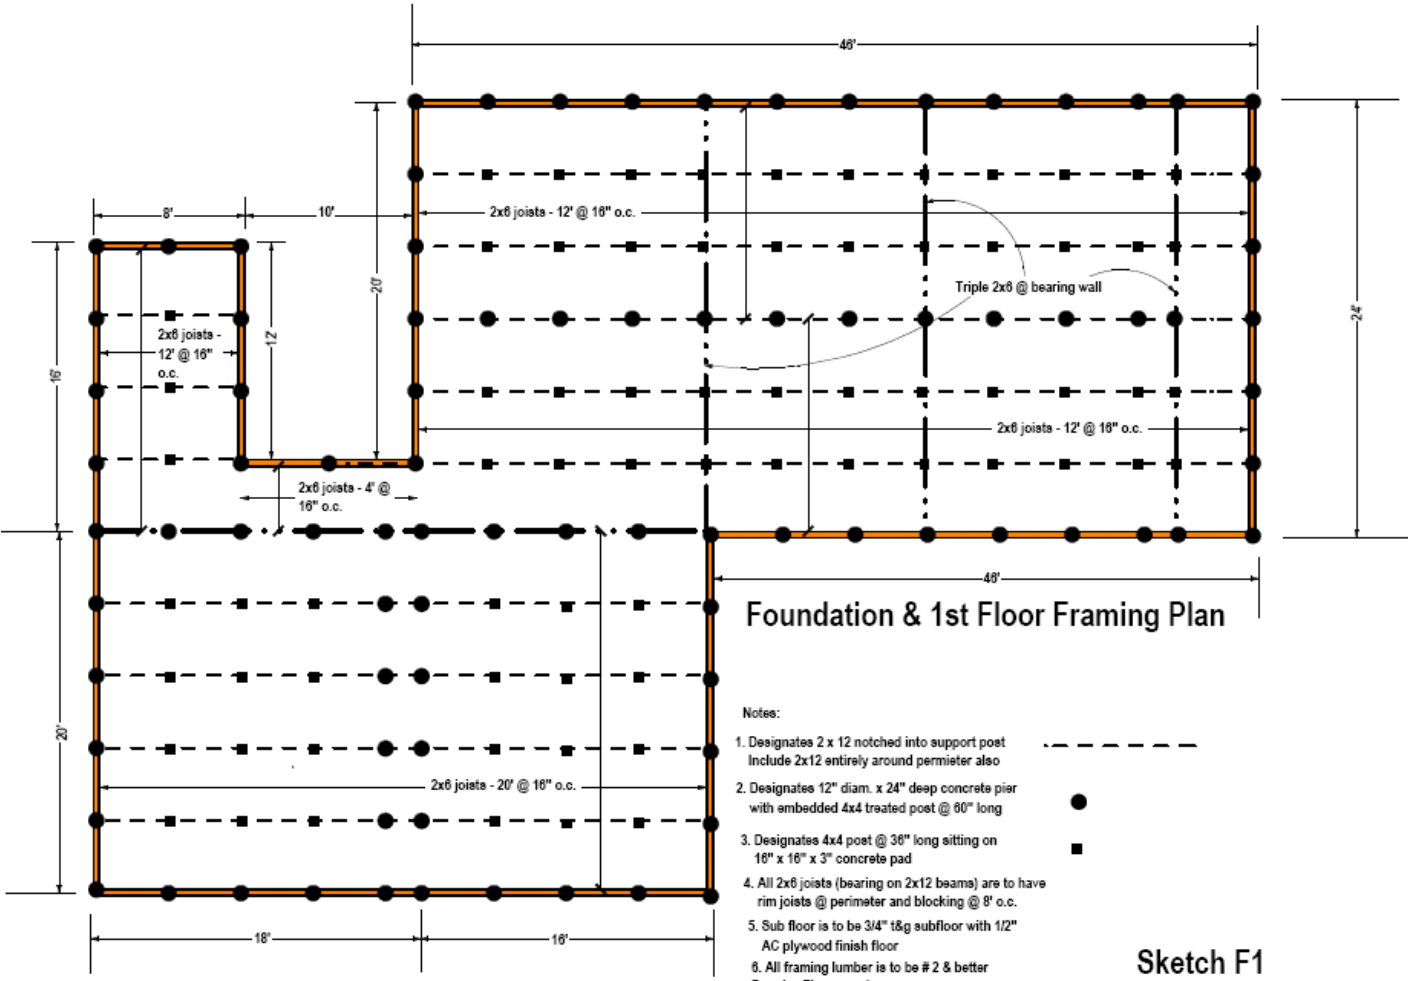 46'
8'
10'
2x6 joists - 12' @ 16" o.c.
20'
Triple 2x6 @ bearing wall
24'
2x6 joists -
12' @ 16"
o.c.
12'
16'
2x6 joists - 12' @ 16" o.c.
2x6 joists - 4' @
16" o.c.
46'
Foundation & 1st Floor Framing Plan
Notes:
1. Designates 2 x 12 notched into support post
Include 2x12 entirely around permieter also
2. Designates 12" diam. x 24" deep concrete pier
with embedded 4x4 treated post @ 60" long
3. Designates 4x4 post @ 36" long sitting on
16" x 16" x 3" concrete pad
4. All 2x6 joists (bearing on 2x12 beams) are to have
rim joists @ perimeter and blocking @ 8' o.c.
5. Sub floor is to be 3/4" t&g subfloor with 1/2"
AC plywood finish floor
6. All framing lumber is to be # 2 & better
20'
2x6 joists - 20' @ 16" o.c.
18'
16'
Sketch F1